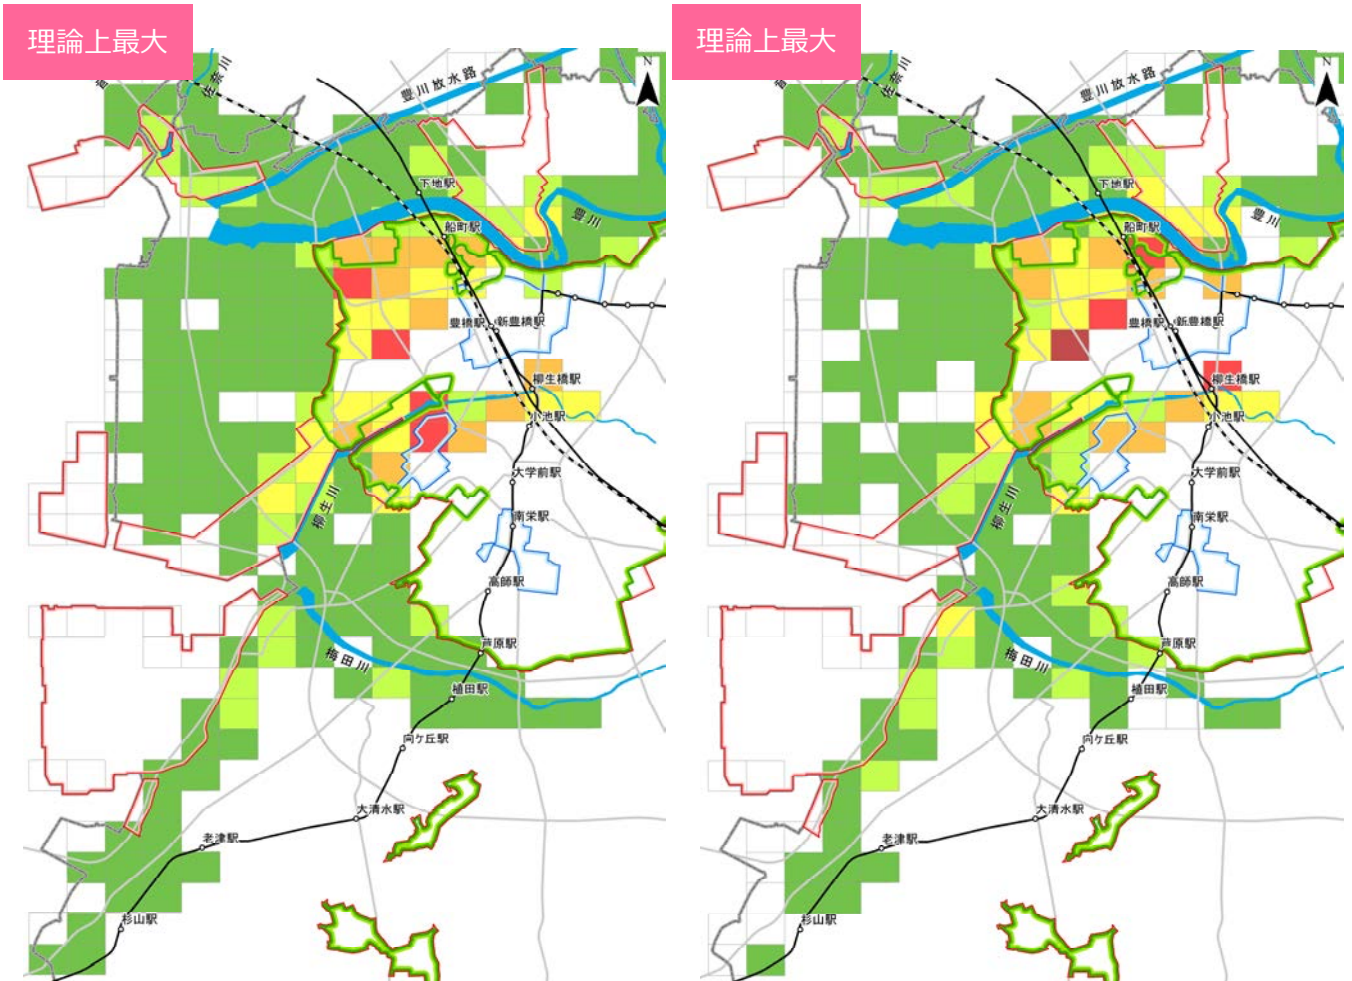 理論上最大
佐奈川
豊川放水路
N
下地駅
豊川
船町駅
豊橋駅
新豊橋駅
柳生橋駅
小池駅
大学前駅
柳生川
南栄駅
高師駅
芦原駅
梅田川
植田駅
向ケ丘駅
大清水駅
老津駅
杉山駅
理論上最大
佐奈川
豊川放水路
N
下地駅
豊川
船町駅
豊橋駅
新豊橋駅
柳生橋駅
小池駅
大学前駅
柳生川
南栄駅
高師駅
芦原駅
梅田川
植田駅
向ケ丘駅
大清水駅
老津駅
杉山駅